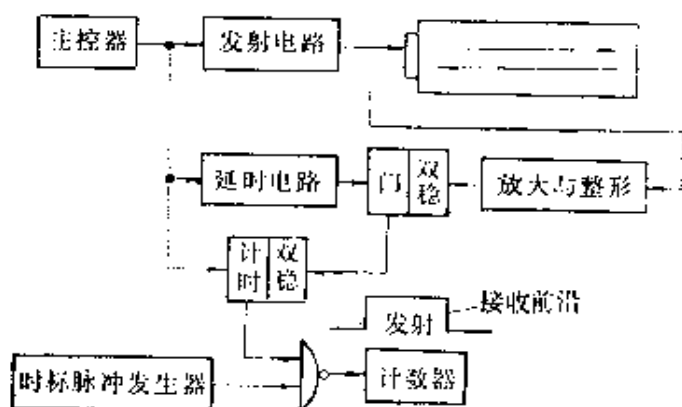 主控器
发射电路
延时电路
门
双稳
放大与整形
计时
双稳
接收前沿
发射
时标脉冲发生器
计数器